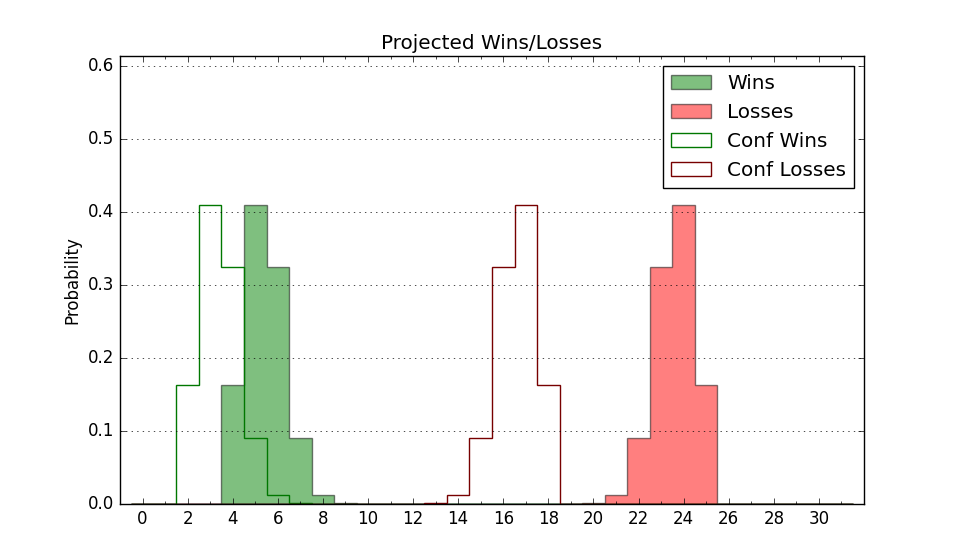 Projected Wins/Losses
Wins
Losses
Conf Wins
Conf Losses
Probability
0.6
0.5
0.4
0.3
0.2
0.1
0.0
0 2 4 6 8 10 12 14 16 18 20 22 24 26 28 30